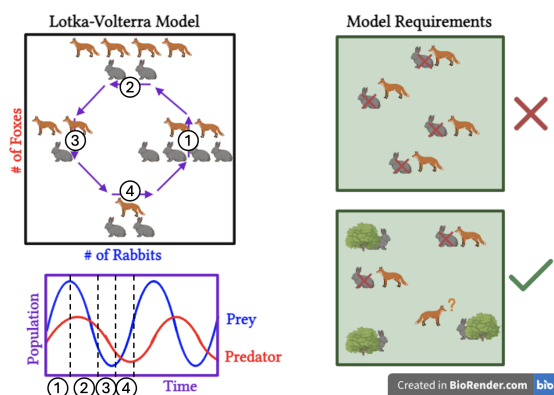 Lotka-Volterra Model
# of Foxes
2
3
1
4
# of Rabbits
Population
Prey
Predator
1 2 3 4
Time
Model Requirements
?
Created in BioRender.com bio